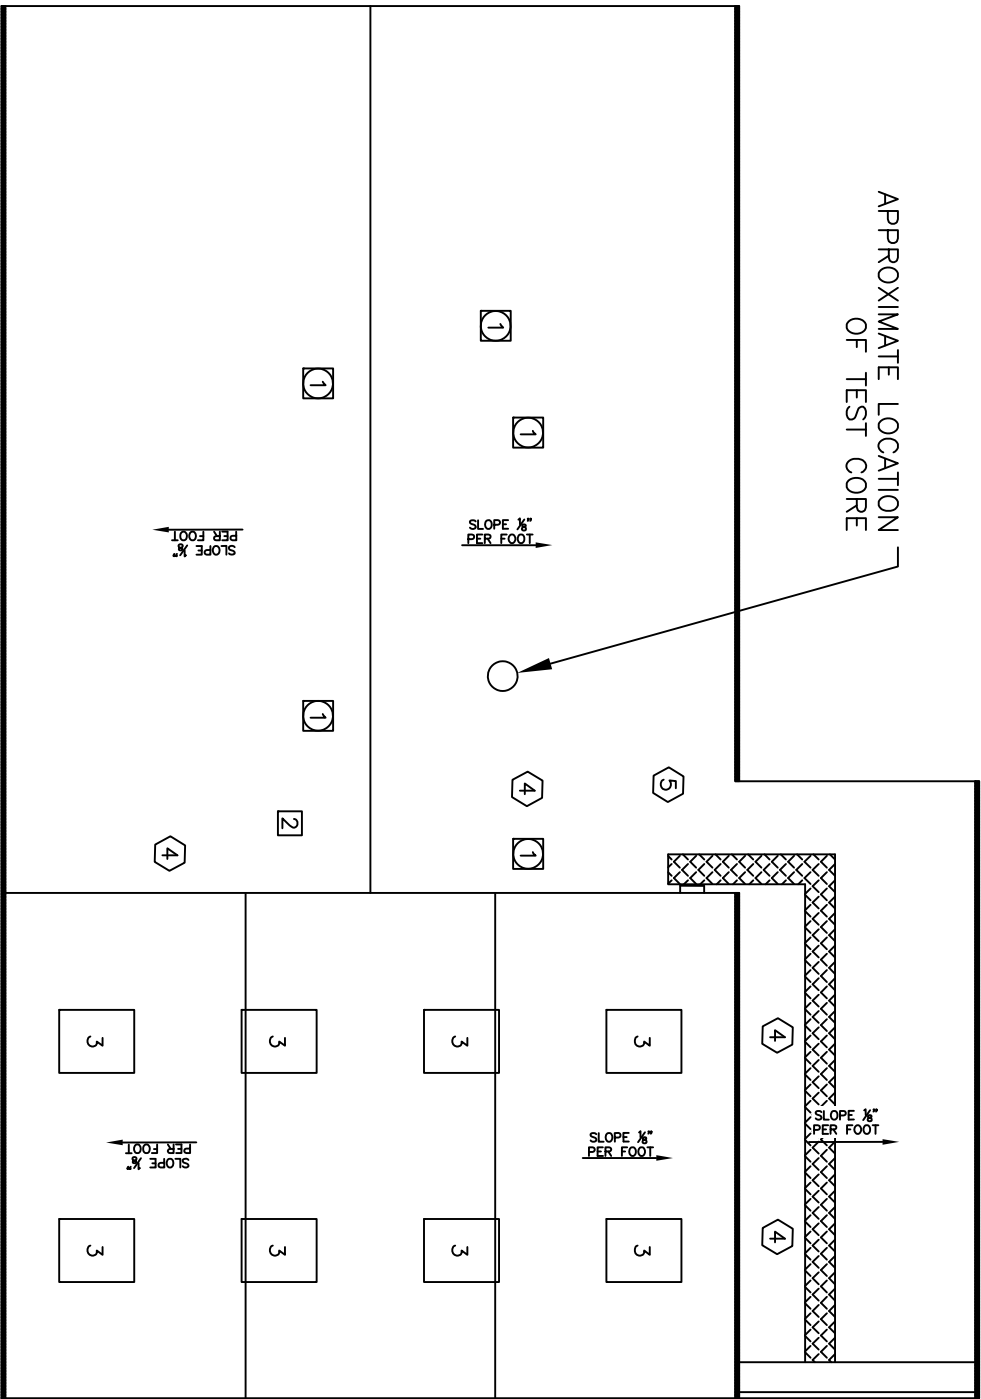 APPROXIMATE LOCATION
OF TEST CORE
1
1
1
SLOPE ⅛"
PER FOOT
SLOPE ⅛"
PER FOOT
1
5
4
2
1
4
3
3
3
3
4
SLOPE ⅛"
PER FOOT
SLOPE ⅛"
PER FOOT
SLOPE ⅛"
PER FOOT
3
3
3
3
4